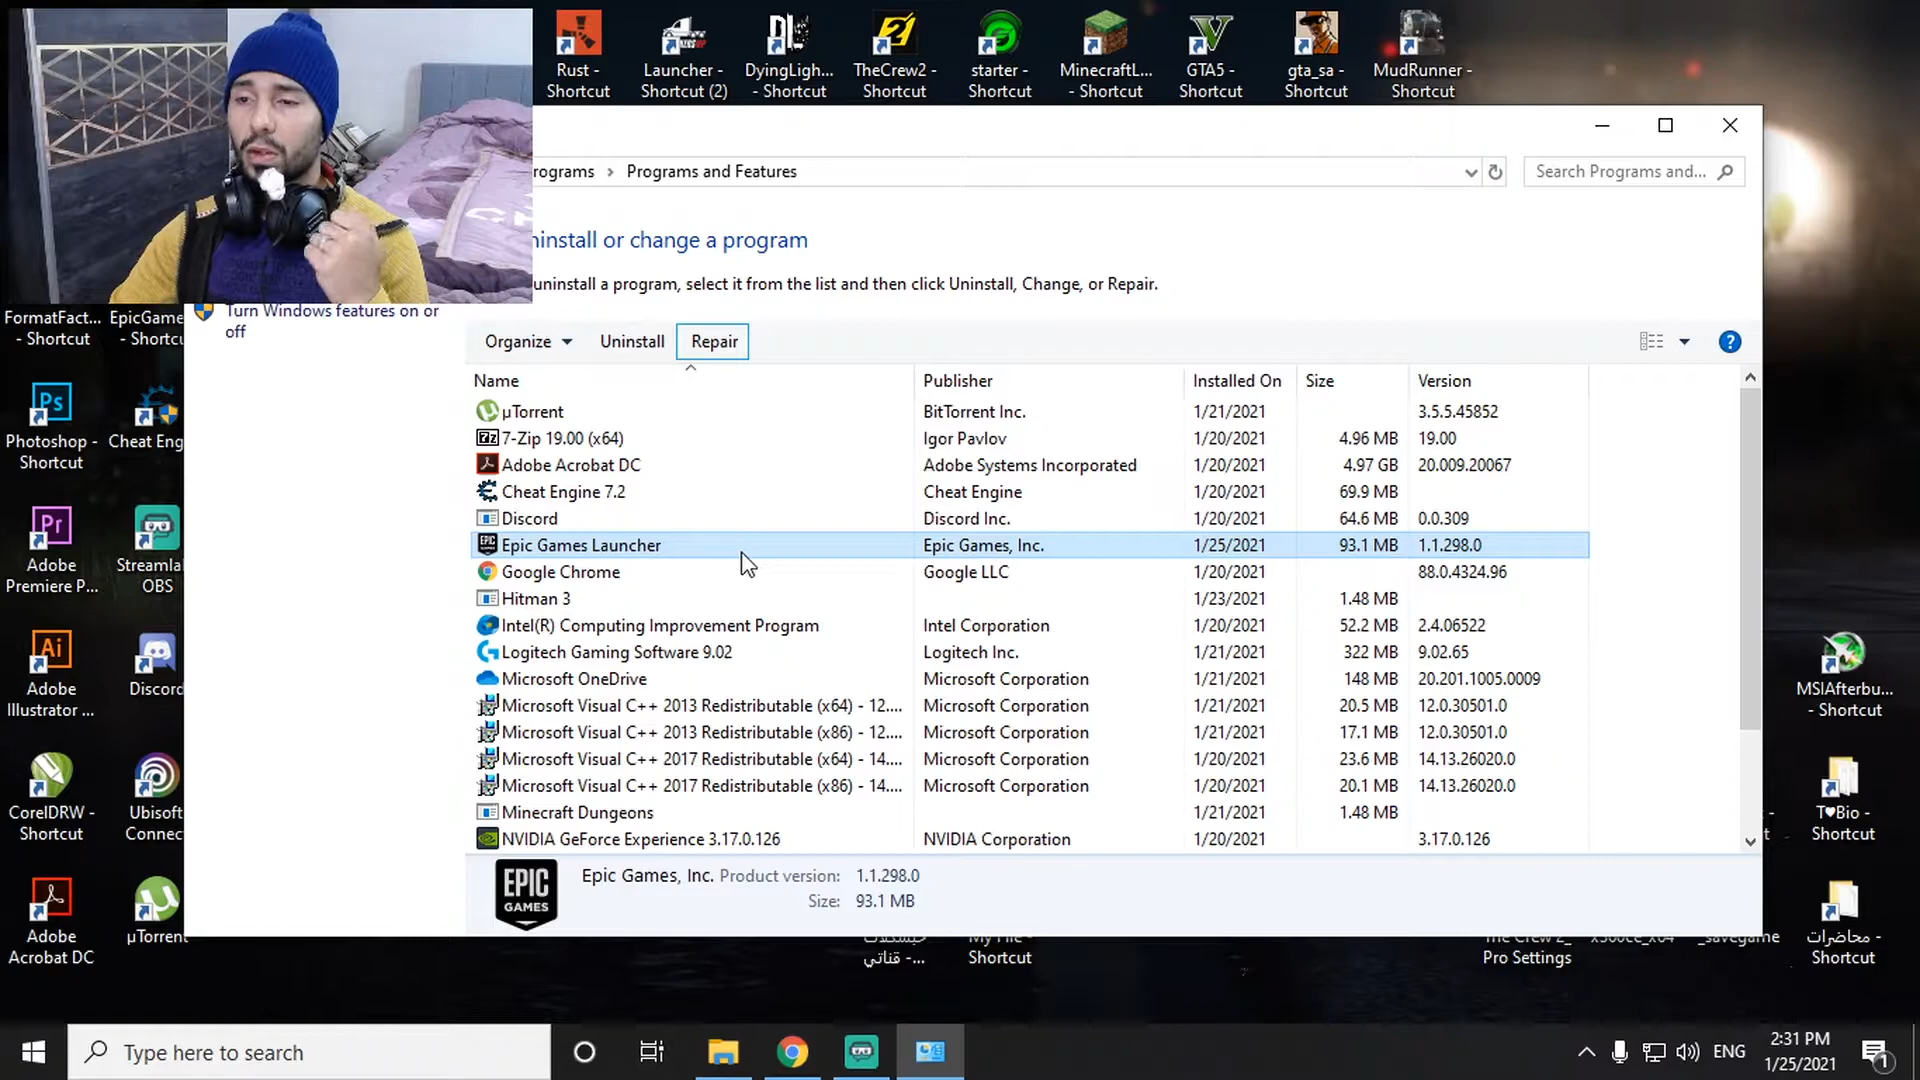 Rust -
Shortcut
Launcher -
Shortcut (2)
DyingLigh...
- Shortcut
TheCrew2 -
Shortcut
starter -
Shortcut
MinecraftL...
- Shortcut
GTA5 -
Shortcut
gta_sa -
Shortcut
MudRunner -
Shortcut
rograms > Programs and Features
Search Programs and...
ninstall or change a program
uninstall a program, select it from the list and then click Uninstall, Change, or Repair.
Turn Windows features on or
off
Organize Uninstall Repair
Name Publisher Installed On Size Version
µTorrent BitTorrent Inc. 1/21/2021 3.5.5.45852
7-Zip 19.00 (x64) Igor Pavlov 1/20/2021 4.96 MB 19.00
Adobe Acrobat DC Adobe Systems Incorporated 1/20/2021 4.97 GB 20.009.20067
Cheat Engine 7.2 Cheat Engine 1/20/2021 69.9 MB
Discord Discord Inc. 1/20/2021 64.6 MB 0.0.309
Epic Games Launcher Epic Games, Inc. 1/25/2021 93.1 MB 1.1.298.0
Google Chrome Google LLC 1/20/2021 88.0.4324.96
Hitman 3 1/23/2021 1.48 MB
Intel(R) Computing Improvement Program Intel Corporation 1/20/2021 52.2 MB 2.4.06522
Logitech Gaming Software 9.02 Logitech Inc. 1/21/2021 322 MB 9.02.65
Microsoft OneDrive Microsoft Corporation 1/21/2021 148 MB 20.201.1005.0009
Microsoft Visual C++ 2013 Redistributable (x64) - 12.... Microsoft Corporation 1/21/2021 20.5 MB 12.0.30501.0
Microsoft Visual C++ 2013 Redistributable (x86) - 12.... Microsoft Corporation 1/21/2021 17.1 MB 12.0.30501.0
Microsoft Visual C++ 2017 Redistributable (x64) - 14.... Microsoft Corporation 1/20/2021 23.6 MB 14.13.26020.0
Microsoft Visual C++ 2017 Redistributable (x86) - 14.... Microsoft Corporation 1/20/2021 20.1 MB 14.13.26020.0
Minecraft Dungeons 1/21/2021 1.48 MB
NVIDIA GeForce Experience 3.17.0.126 NVIDIA Corporation 1/20/2021 3.17.0.126
EPIC
GAMES
Epic Games, Inc. Product version: 1.1.298.0
Size: 93.1 MB
FormatFact...
- Shortcut
EpicGame
- Shortc
Ps
Photoshop -
Shortcut
Cheat Eng
Pr
Adobe
Premiere P...
Streamla
OBS
Ai
Adobe
Illustrator ...
Discord
CorelDRW -
Shortcut
Ubisoft
Connec
Adobe
Acrobat DC
µTorrent
MSIAfterbu...
- Shortcut
T♥Bio -
Shortcut
قناتي - ...
My File -
Shortcut
The Crew 2_
Pro Settings
x360ce_x64
_savegame
محاضرات -
Shortcut
Type here to search
ENG
2:31 PM
1/25/2021
1